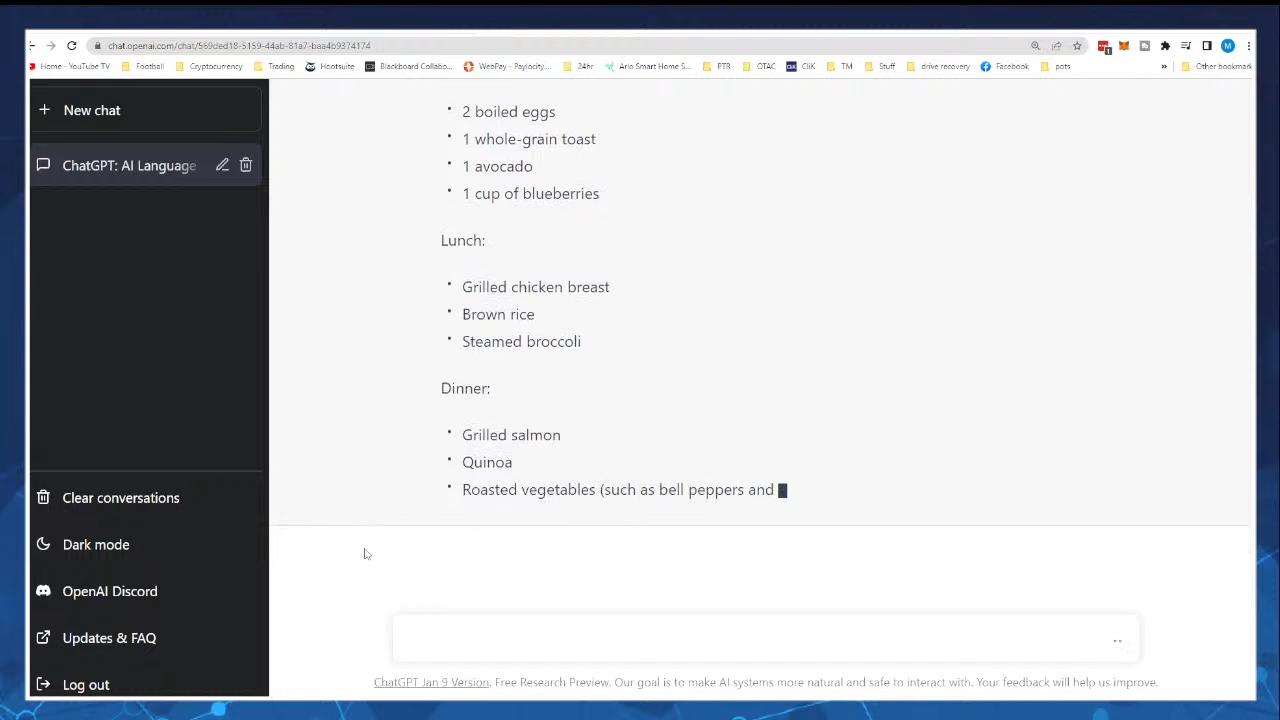 chat.openai.com/chat/569ded18-5159-44ab-81a7-baa4b9374174
Home - YouTube TV Football Cryptocurrency Trading Hootsuite Blackboard Collabo... WebPay - Paylocity... 24hr Arlo Smart Home S... PTR OTAC CliK TM Stuff drive recovery Facebook pots » Other bookmark
+ New chat
ChatGPT: AI Language
• 2 boiled eggs
• 1 whole-grain toast
• 1 avocado
• 1 cup of blueberries
Lunch:
• Grilled chicken breast
• Brown rice
• Steamed broccoli
Dinner:
• Grilled salmon
• Quinoa
• Roasted vegetables (such as bell peppers and
Clear conversations
Dark mode
OpenAI Discord
Updates & FAQ
Log out
ChatGPT Jan 9 Version. Free Research Preview. Our goal is to make AI systems more natural and safe to interact with. Your feedback will help us improve.